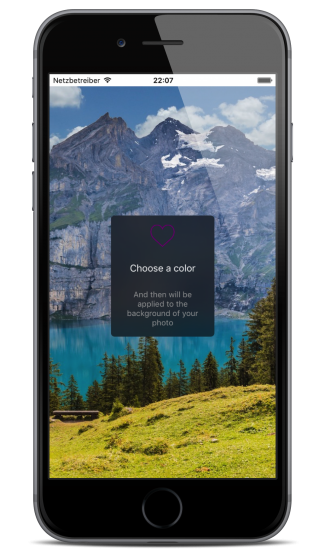 Netzbetreiber 22:07
Choose a color
And then will be
applied to the
background of your
photo